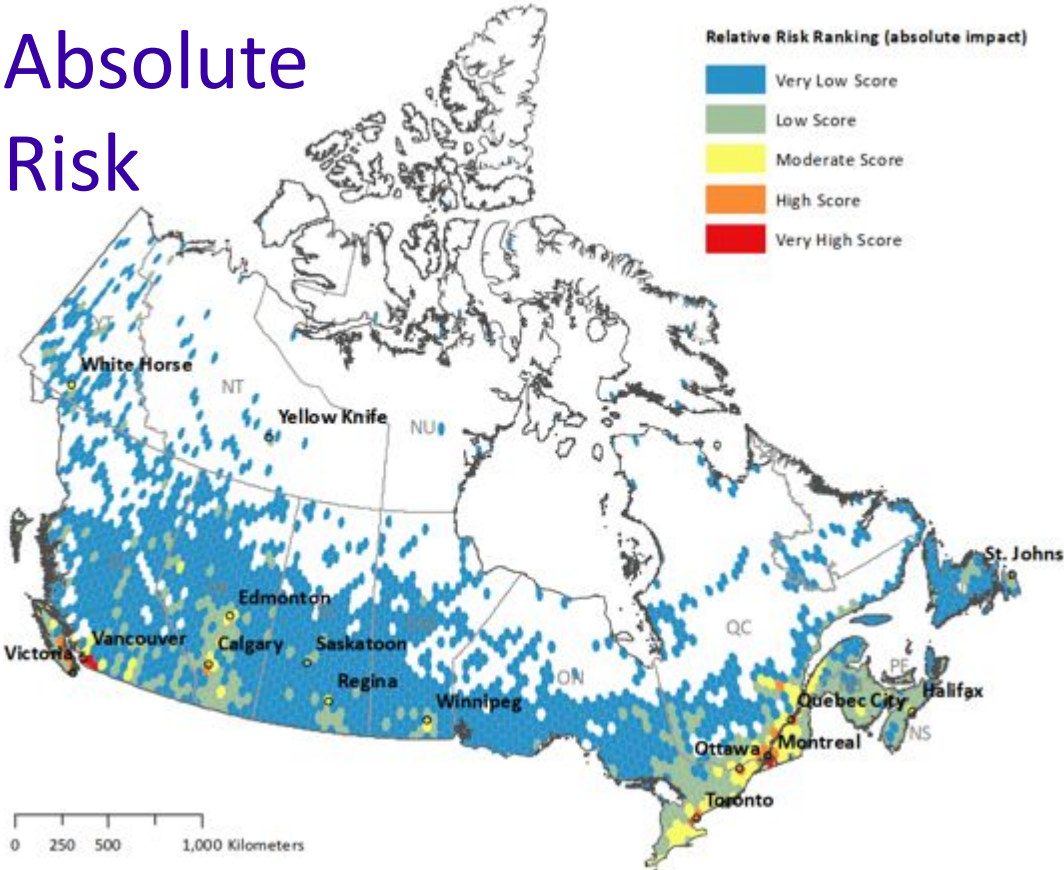 Absolute
Risk
Relative Risk Ranking (absolute impact)
Very Low Score
Low Score
Moderate Score
High Score
Very High Score
White Horse
NT
Yellow Knife
NU
St. Johns
Edmonton
Vancouver
Calgary
Saskatoon
Victoria
Regina
Winnipeg
ON
QC
PE
Quebec City
Halifax
NS
Ottawa
Montreal
Toronto
0 250 500 1,000 Kilometers